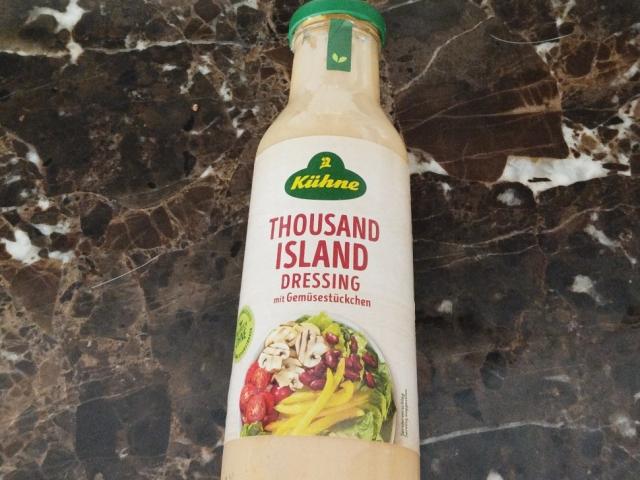 Kühne
THOUSAND
ISLAND
DRESSING
mit Gemüsestückchen